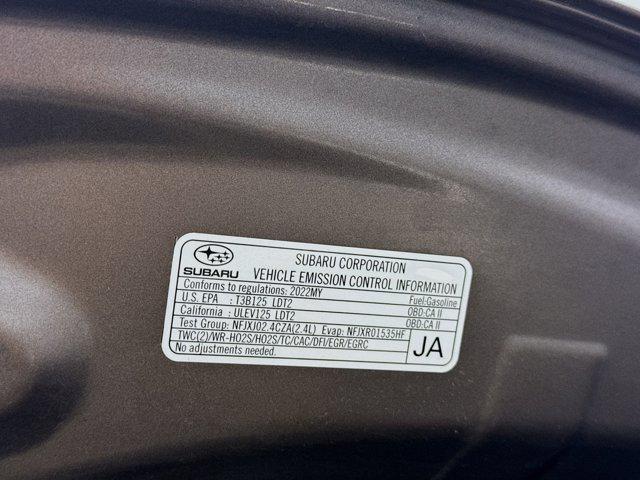 SUBARU
SUBARU CORPORATION
VEHICLE EMISSION CONTROL INFORMATION
Conforms to regulations: 2022MY Fuel:Gasoline
U.S. EPA : T3B125 LDT2 OBD:CA II
California : ULEV125 LDT2 OBD:CA II
Test Group: NFJXJ02.4CZA(2.4L) Evap: NFJXR01535HF
TWC(2)/WR-HO2S/HO2S/TC/CAC/DFI/EGR/EGRC
No adjustments needed.
JA